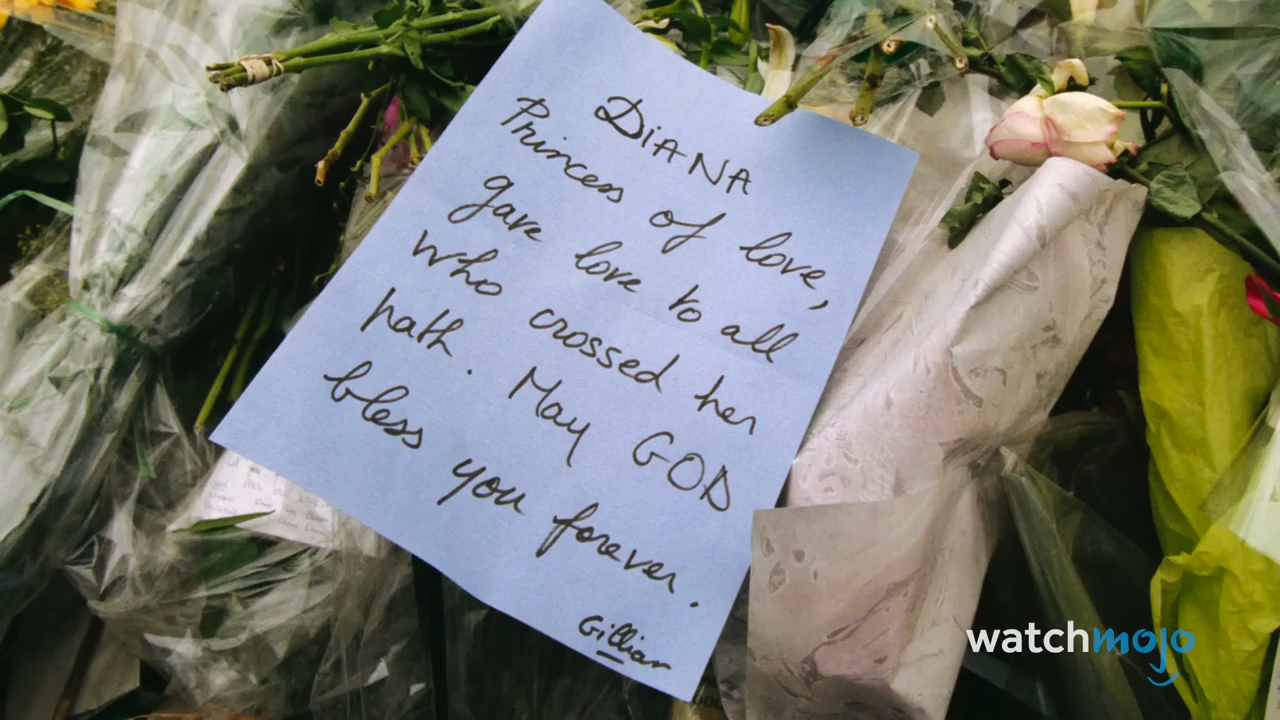 DiANA
Princess of love,
gave love to all
who crossed her
path. May GOD
bless you forever.
Gillian
watchmojo